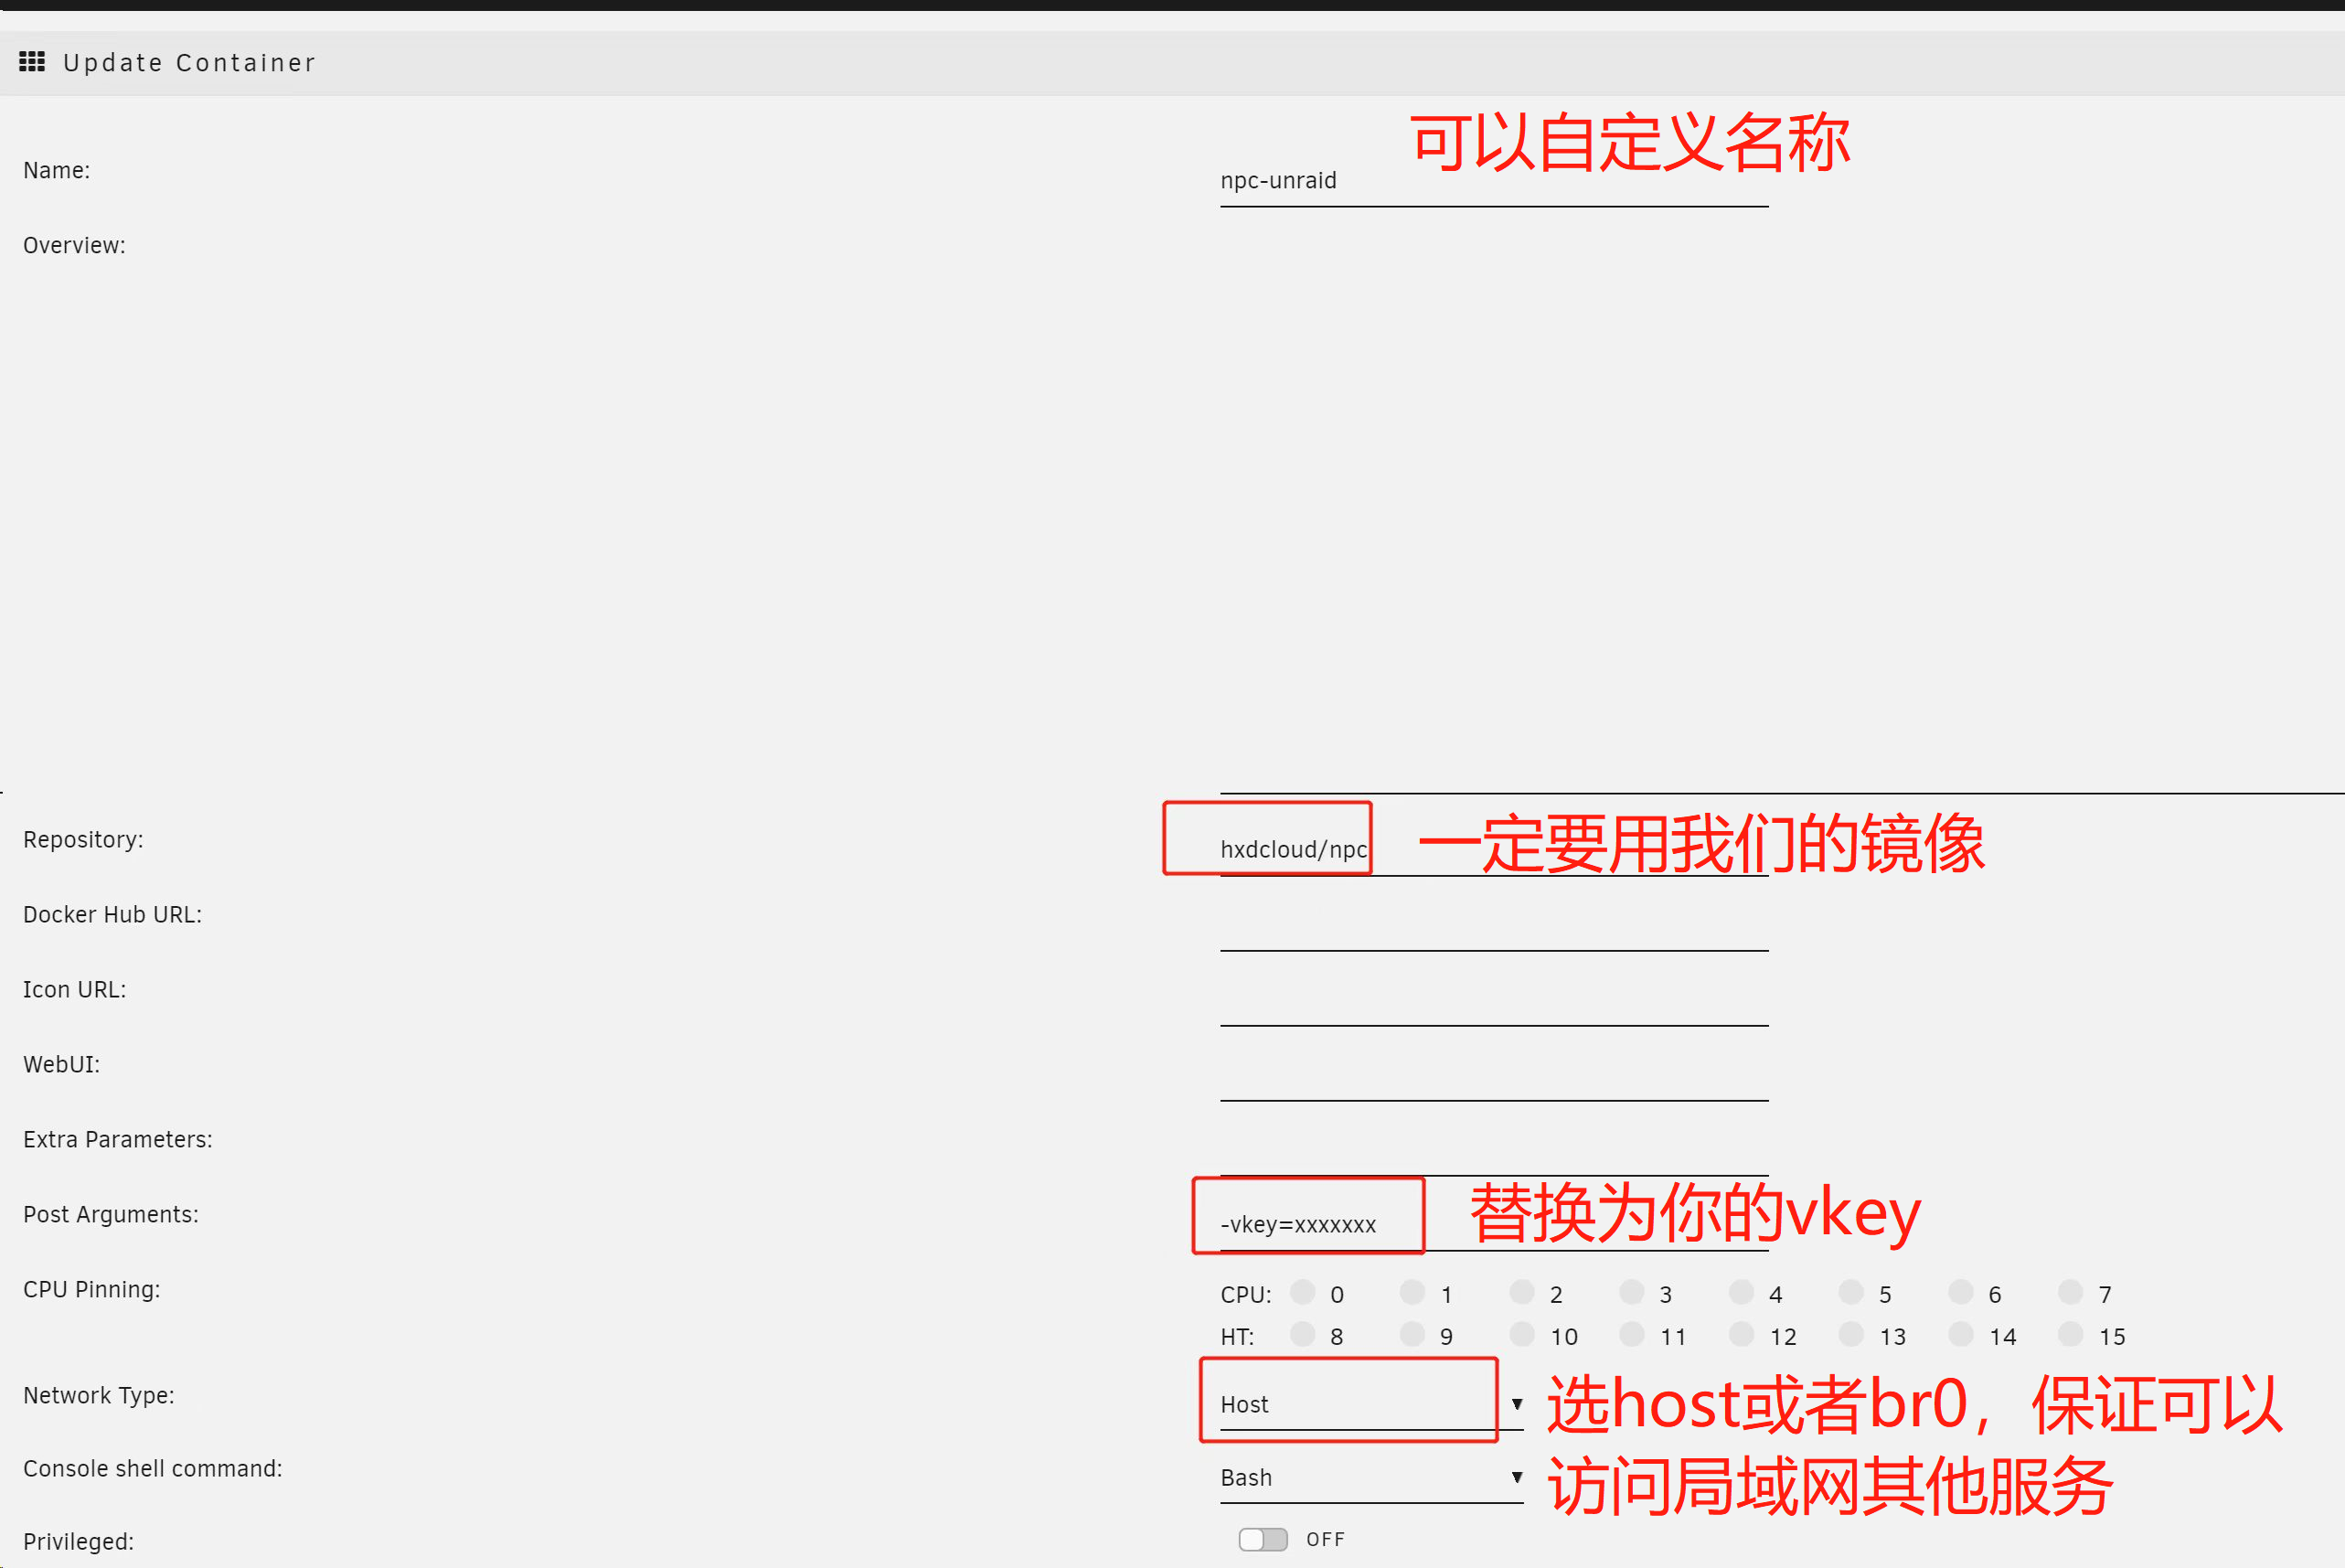 Update Container
可以自定义名称
Name:
npc-unraid
Overview:
Repository:
hxdcloud/npc
一定要用我们的镜像
Docker Hub URL:
Icon URL:
WebUI:
Extra Parameters:
Post Arguments:
-vkey=xxxxxxx
替换为你的vkey
CPU Pinning:
CPU: 0 1 2 3 4 5 6 7
HT: 8 9 10 11 12 13 14 15
Network Type:
Host
选host或者br0，保证可以
访问局域网其他服务
Console shell command:
Bash
Privileged:
OFF